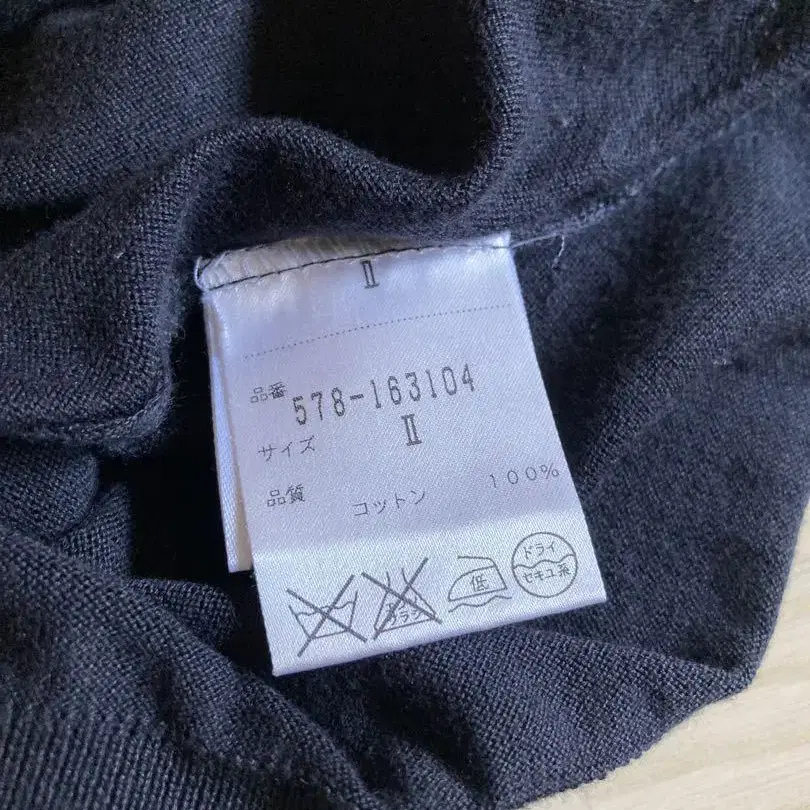 Ⅱ
品番 578-163104
サイズ Ⅱ
品質 コットン 100%
低
ドライ
セキユ系